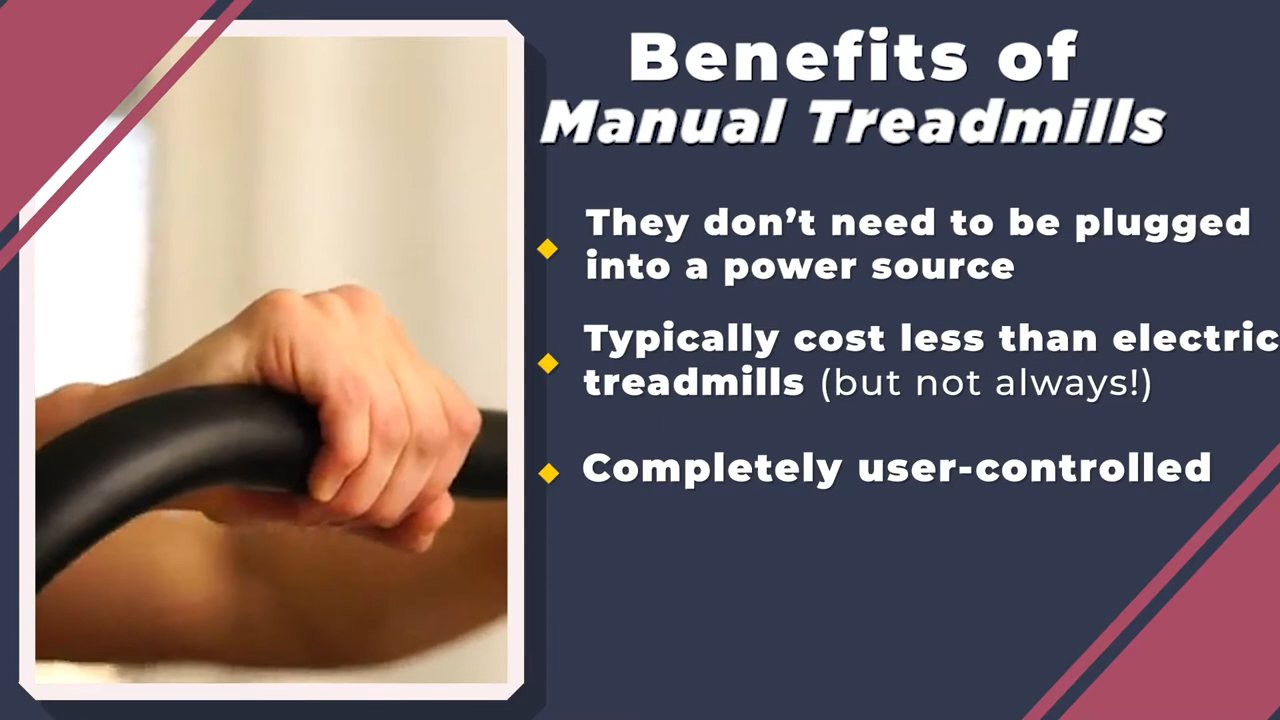 Benefits of
Manual Treadmills
They don’t need to be plugged
into a power source
Typically cost less than electric
treadmills (but not always!)
Completely user-controlled